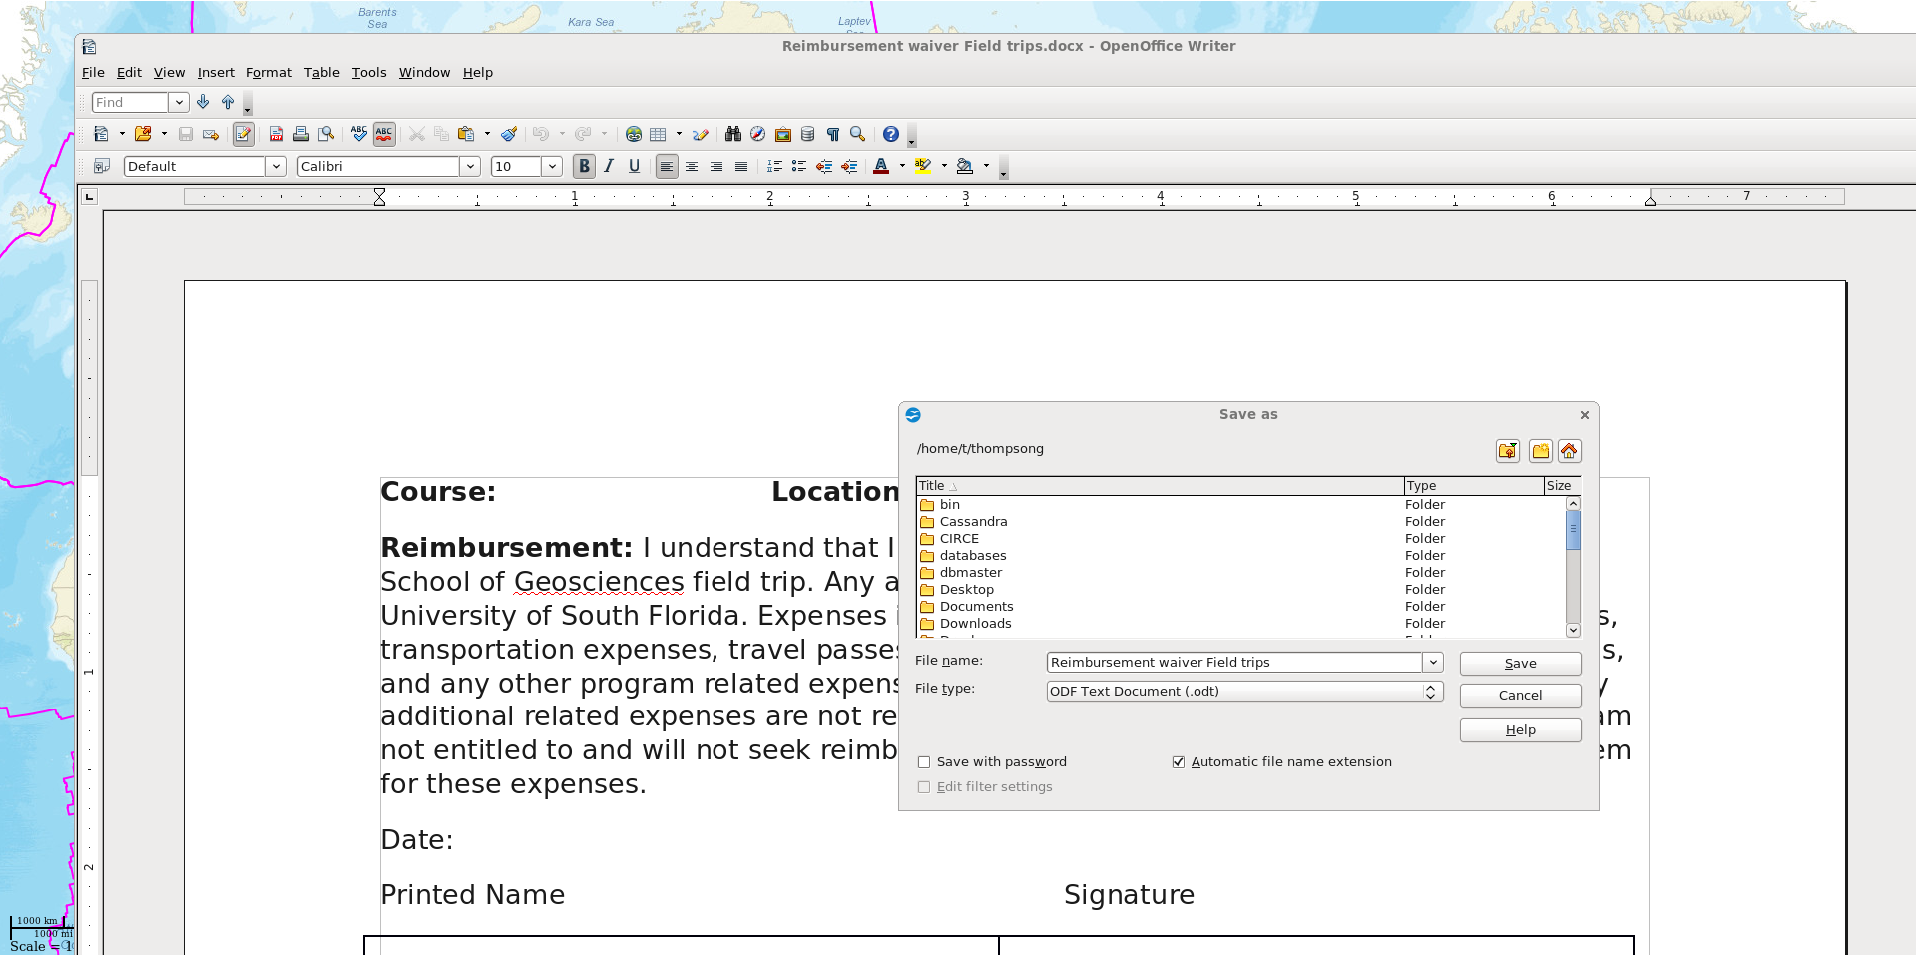 Barents
Sea
Kara Sea
Laptev
Reimbursement waiver Field trips.docx - OpenOffice Writer
File Edit View Insert Format Table Tools Window Help
Find
ABC ABC
Default Calibri 10 B I U A ab
1 2 3 4 5 6 7
Save as
/home/t/thompsong
Title Type Size
bin Folder
Cassandra Folder
CIRCE Folder
databases Folder
dbmaster Folder
Desktop Folder
Documents Folder
Downloads Folder
File name: Reimbursement waiver Field trips Save
File type: ODF Text Document (.odt) Cancel
Help
Save with password Automatic file name extension
Edit filter settings
Course: Location
Reimbursement: I understand that I
School of Geosciences field trip. Any a
University of South Florida. Expenses s,
transportation expenses, travel passes s,
and any other program related expens y
additional related expenses are not re am
not entitled to and will not seek reimb em
for these expenses.
Date:
Printed Name Signature
1
2
1000 km
1000 mi
Scale = 1